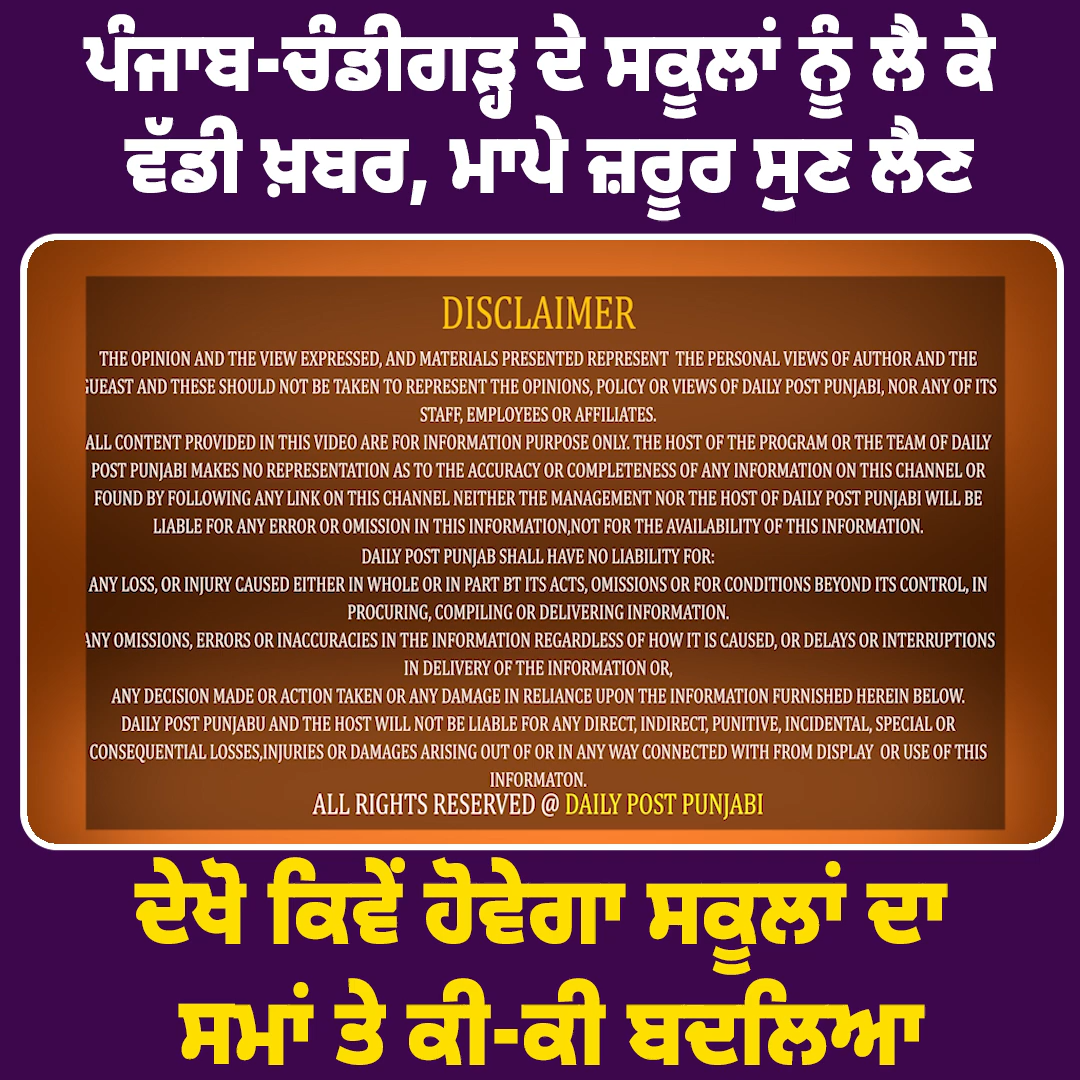 ਪੰਜਾਬ-ਚੰਡੀਗੜ੍ਹ ਦੇ ਸਕੂਲਾਂ ਨੂੰ ਲੈ ਕੇ
ਵੱਡੀ ਖ਼ਬਰ, ਮਾਪੇ ਜ਼ਰੂਰ ਸੁਣ ਲੈਣ
DISCLAIMER
THE OPINION AND THE VIEW EXPRESSED, AND MATERIALS PRESENTED REPRESENT THE PERSONAL VIEWS OF AUTHOR AND THE
GUEAST AND THESE SHOULD NOT BE TAKEN TO REPRESENT THE OPINIONS, POLICY OR VIEWS OF DAILY POST PUNJABI, NOR ANY OF ITS
STAFF, EMPLOYEES OR AFFILIATES.
ALL CONTENT PROVIDED IN THIS VIDEO ARE FOR INFORMATION PURPOSE ONLY. THE HOST OF THE PROGRAM OR THE TEAM OF DAILY
POST PUNJABI MAKES NO REPRESENTATION AS TO THE ACCURACY OR COMPLETENESS OF ANY INFORMATION ON THIS CHANNEL OR
FOUND BY FOLLOWING ANY LINK ON THIS CHANNEL NEITHER THE MANAGEMENT NOR THE HOST OF DAILY POST PUNJABI WILL BE
LIABLE FOR ANY ERROR OR OMISSION IN THIS INFORMATION,NOT FOR THE AVAILABILITY OF THIS INFORMATION.
DAILY POST PUNJAB SHALL HAVE NO LIABILITY FOR:
ANY LOSS, OR INJURY CAUSED EITHER IN WHOLE OR IN PART BT ITS ACTS, OMISSIONS OR FOR CONDITIONS BEYOND ITS CONTROL, IN
PROCURING, COMPILING OR DELIVERING INFORMATION.
ANY OMISSIONS, ERRORS OR INACCURACIES IN THE INFORMATION REGARDLESS OF HOW IT IS CAUSED, OR DELAYS OR INTERRUPTIONS
IN DELIVERY OF THE INFORMATION OR,
ANY DECISION MADE OR ACTION TAKEN OR ANY DAMAGE IN RELIANCE UPON THE INFORMATION FURNISHED HEREIN BELOW.
DAILY POST PUNJABU AND THE HOST WILL NOT BE LIABLE FOR ANY DIRECT, INDIRECT, PUNITIVE, INCIDENTAL, SPECIAL OR
CONSEQUENTIAL LOSSES,INJURIES OR DAMAGES ARISING OUT OF OR IN ANY WAY CONNECTED WITH FROM DISPLAY OR USE OF THIS
INFORMATON.
ALL RIGHTS RESERVED @ DAILY POST PUNJABI
ਦੇਖੋ ਕਿਵੇਂ ਹੋਵੇਗਾ ਸਕੂਲਾਂ ਦਾ
ਸਮਾਂ ਤੇ ਕੀ-ਕੀ ਬਦਲਿਆ